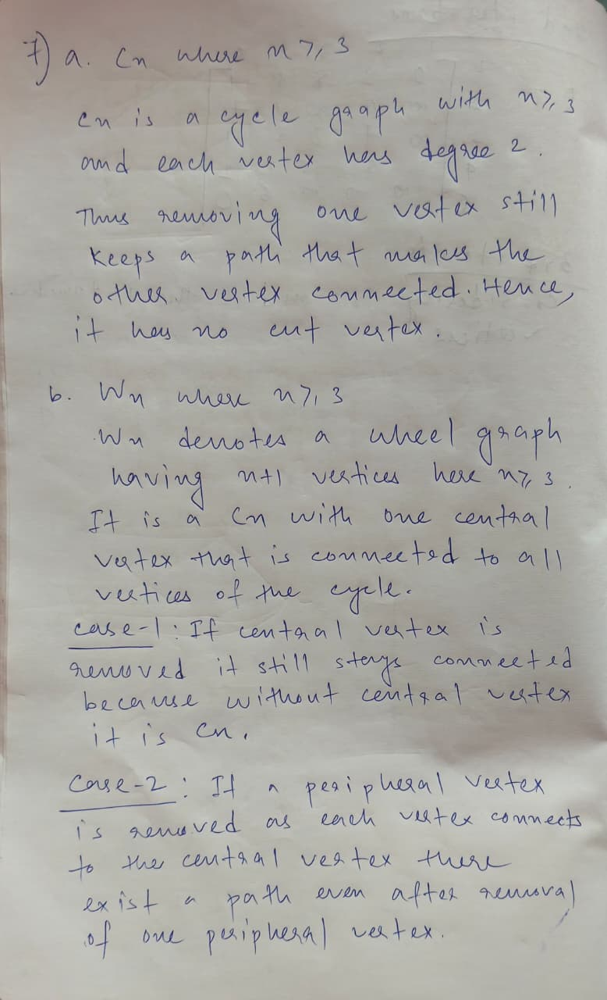 7) a. Cn where n ≥ 3
Cn is a cycle graph with n ≥ 3
and each vertex has degree 2.
Thus removing one vertex still
keeps a path that makes the
other vertex connected. Hence,
it has no cut vertex.
b. Wn where n ≥ 3
Wn denotes a wheel graph
having n+1 vertices here n ≥ 3.
It is a Cn with one central
vertex that is connected to all
vertices of the cycle.
case-1: If central vertex is
removed it still stays connected
because without central vertex
it is Cn.
Case-2: If a peripheral vertex
is removed as each vertex connects
to the central vertex there
exist a path even after removal
of one peripheral vertex.